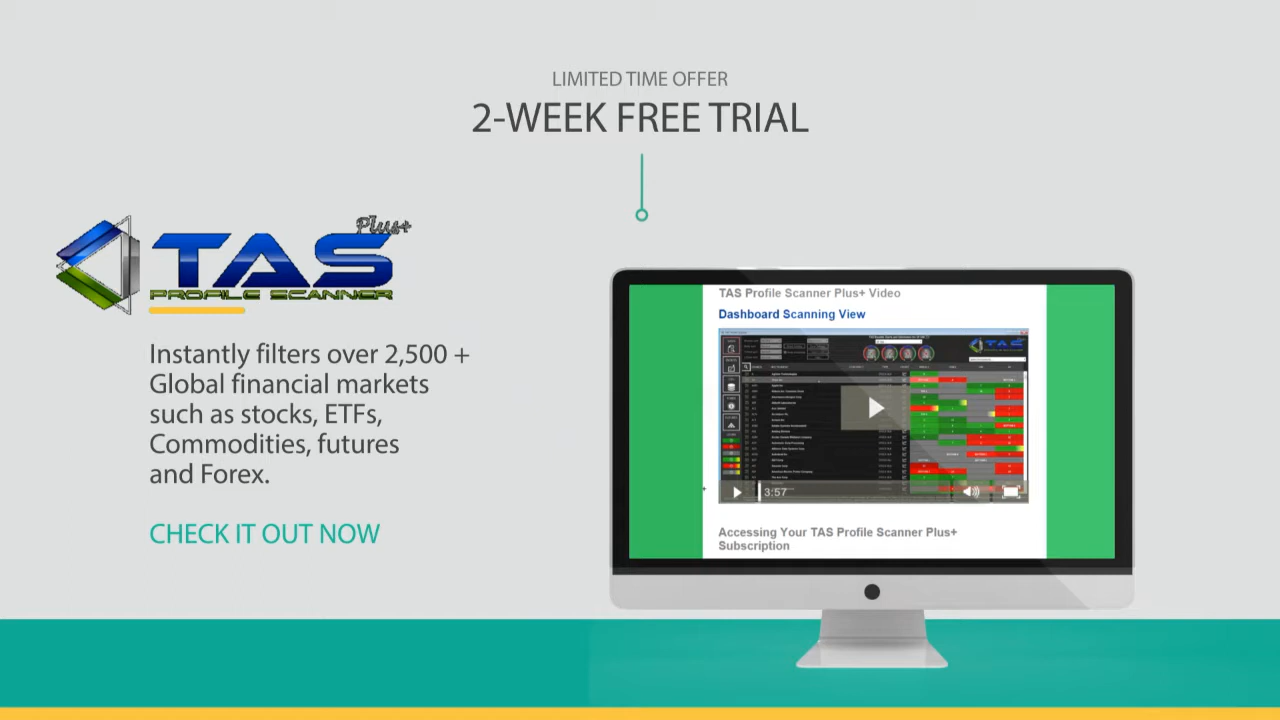 LIMITED TIME OFFER
2-WEEK FREE TRIAL
Plus+
TAS
PROFILE SCANNER
Instantly filters over 2,500 +
Global financial markets
such as stocks, ETFs,
Commodities, futures
and Forex.
CHECK IT OUT NOW
TAS Profile Scanner Plus+ Video
Dashboard Scanning View
TAS
3:57
Accessing Your TAS Profile Scanner Plus+
Subscription